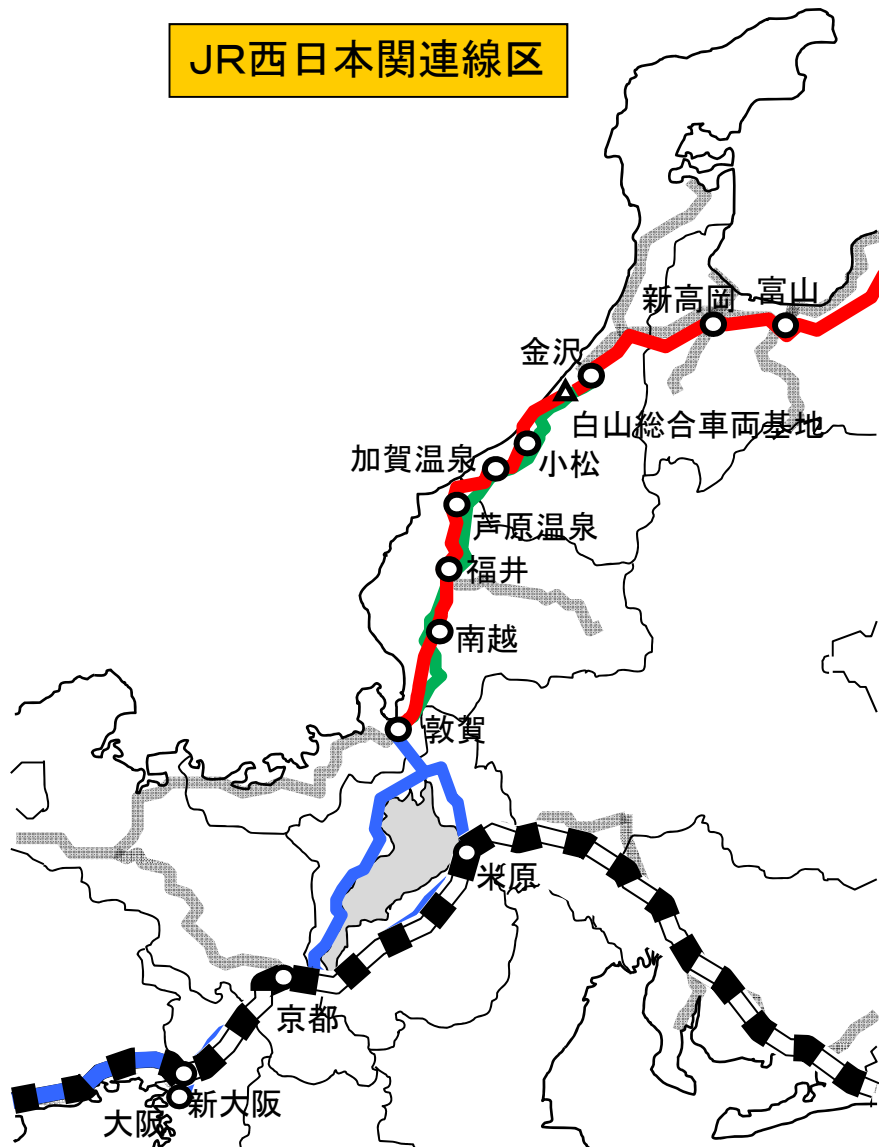 JR西日本関連線区
新高岡
富山
金沢
白山総合車両基地
加賀温泉
小松
芦原温泉
福井
南越
敦賀
米原
京都
新大阪
大阪